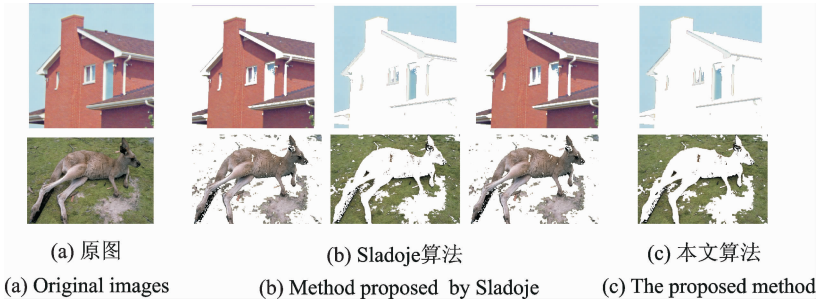 (a) 原图
(b) Sladoje算法
(c) 本文算法
(a) Original images
(b) Method proposed by Sladoje
(c) The proposed method